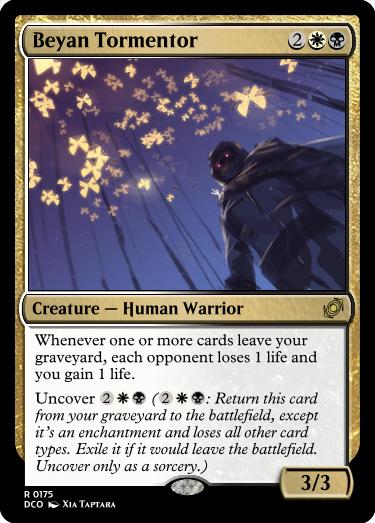 Beyan Tormentor 2
Creature — Human Warrior
Whenever one or more cards leave your
graveyard, each opponent loses 1 life and
you gain 1 life.
Uncover 2 (2 : Return this card
from your graveyard to the battlefield, except
it's an enchantment and loses all other card
types. Exile it if it would leave the battlefield.
Uncover only as a sorcery.)
3/3
R 0175
DCO Xia Taptara